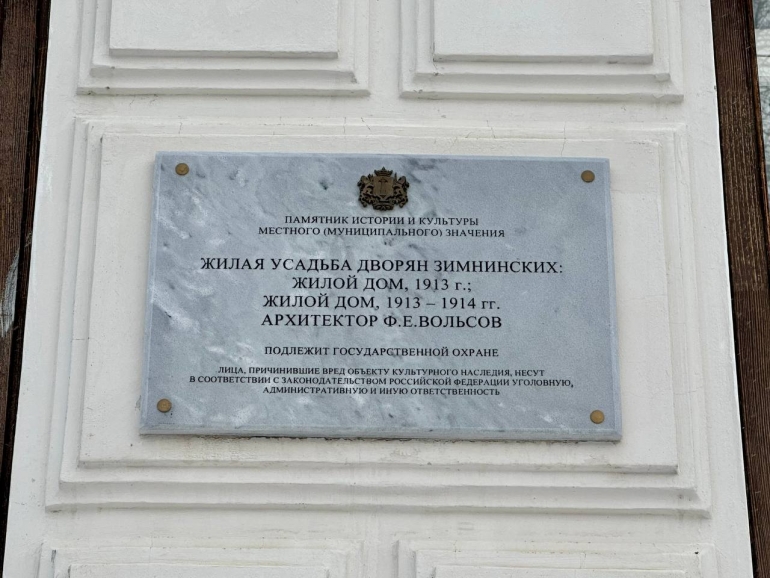 ПАМЯТНИК ИСТОРИИ И КУЛЬТУРЫ
МЕСТНОГО (МУНИЦИПАЛЬНОГО) ЗНАЧЕНИЯ
ЖИЛАЯ УСАДЬБА ДВОРЯН ЗИМНИНСКИХ:
ЖИЛОЙ ДОМ, 1913 г.;
ЖИЛОЙ ДОМ, 1913 – 1914 гг.
АРХИТЕКТОР Ф.Е.ВОЛЬСОВ
ПОДЛЕЖИТ ГОСУДАРСТВЕННОЙ ОХРАНЕ
ЛИЦА, ПРИЧИНИВШИЕ ВРЕД ОБЪЕКТУ КУЛЬТУРНОГО НАСЛЕДИЯ, НЕСУТ
В СООТВЕТСТВИИ С ЗАКОНОДАТЕЛЬСТВОМ РОССИЙСКОЙ ФЕДЕРАЦИИ УГОЛОВНУЮ,
АДМИНИСТРАТИВНУЮ И ИНУЮ ОТВЕТСТВЕННОСТЬ